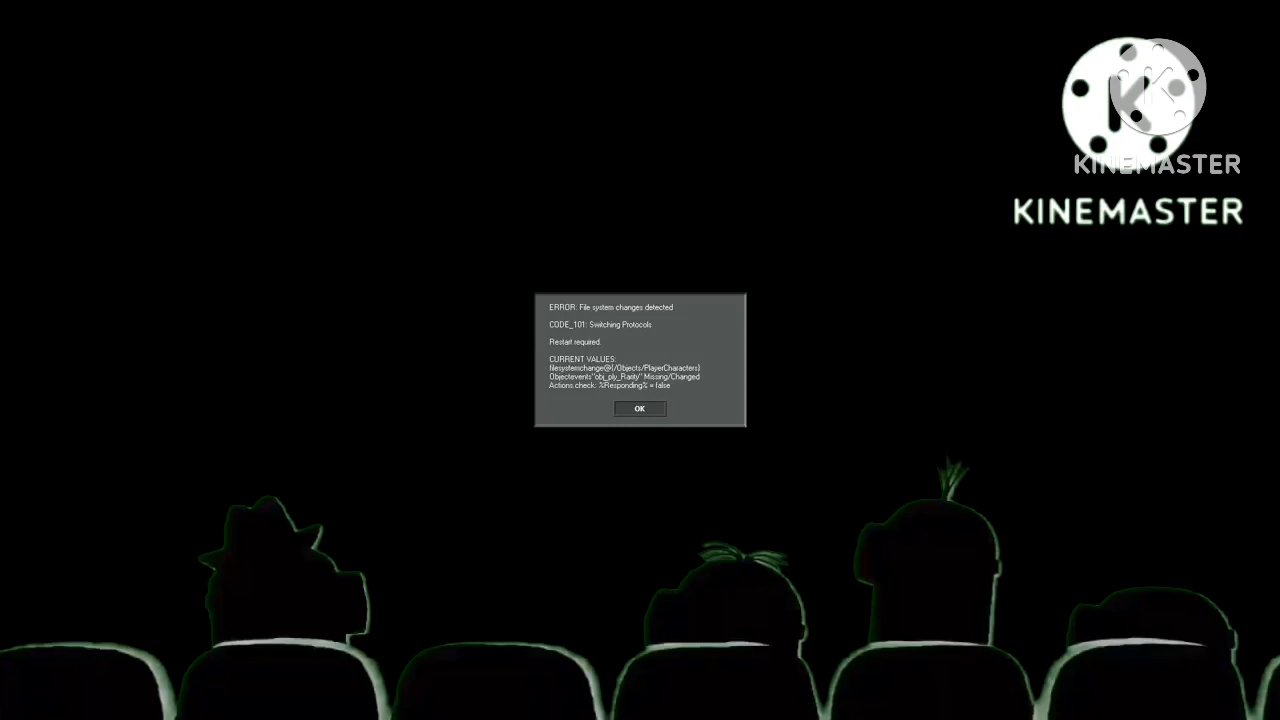 KINEMASTER
KINEMASTER
ERROR: File system changes detected
CODE_101: Switching Protocols
Restart required.
CURRENT VALUES:
filesystemchange@(/Objects/PlayerCharacters)
Objectevents"obj_ply_Rarity" Missing/Changed
Actions.check: %Responding% = false
OK